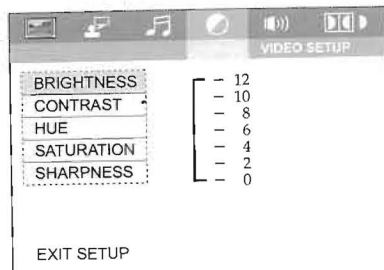 VIDEO SETUP
BRIGHTNESS
CONTRAST
HUE
SATURATION
SHARPNESS
12
10
8
6
4
2
0
EXIT SETUP